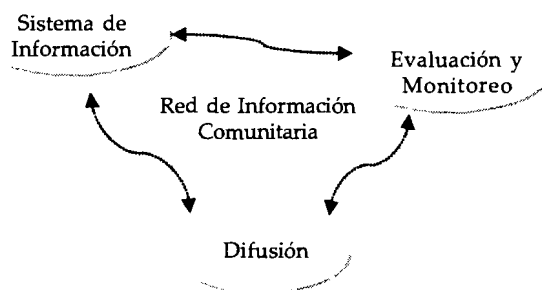 Sistema de
Información
Evaluación y
Monitoreo
Red de Información
Comunitaria
Difusión